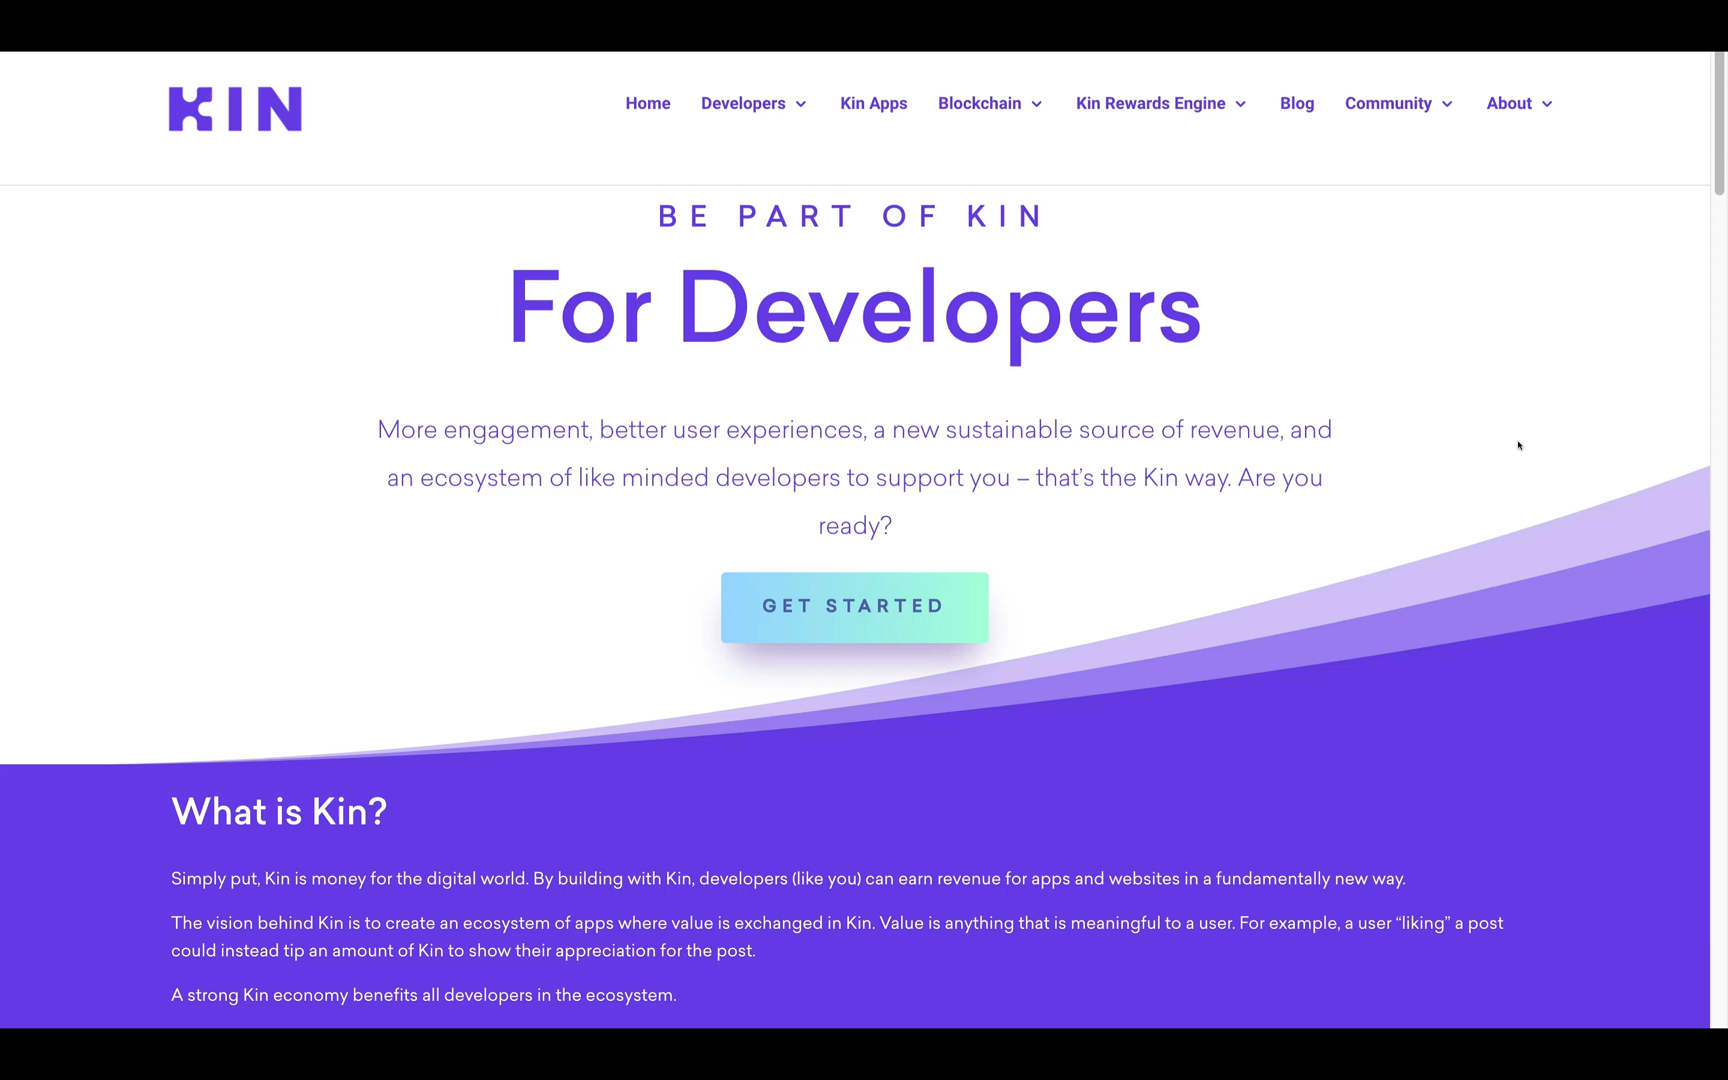 KIN
Home Developers Kin Apps Blockchain Kin Rewards Engine Blog Community About
BE PART OF KIN
For Developers
More engagement, better user experiences, a new sustainable source of revenue, and
an ecosystem of like minded developers to support you – that’s the Kin way. Are you
ready?
GET STARTED
What is Kin?
Simply put, Kin is money for the digital world. By building with Kin, developers (like you) can earn revenue for apps and websites in a fundamentally new way.
The vision behind Kin is to create an ecosystem of apps where value is exchanged in Kin. Value is anything that is meaningful to a user. For example, a user “liking” a post
could instead tip an amount of Kin to show their appreciation for the post.
A strong Kin economy benefits all developers in the ecosystem.